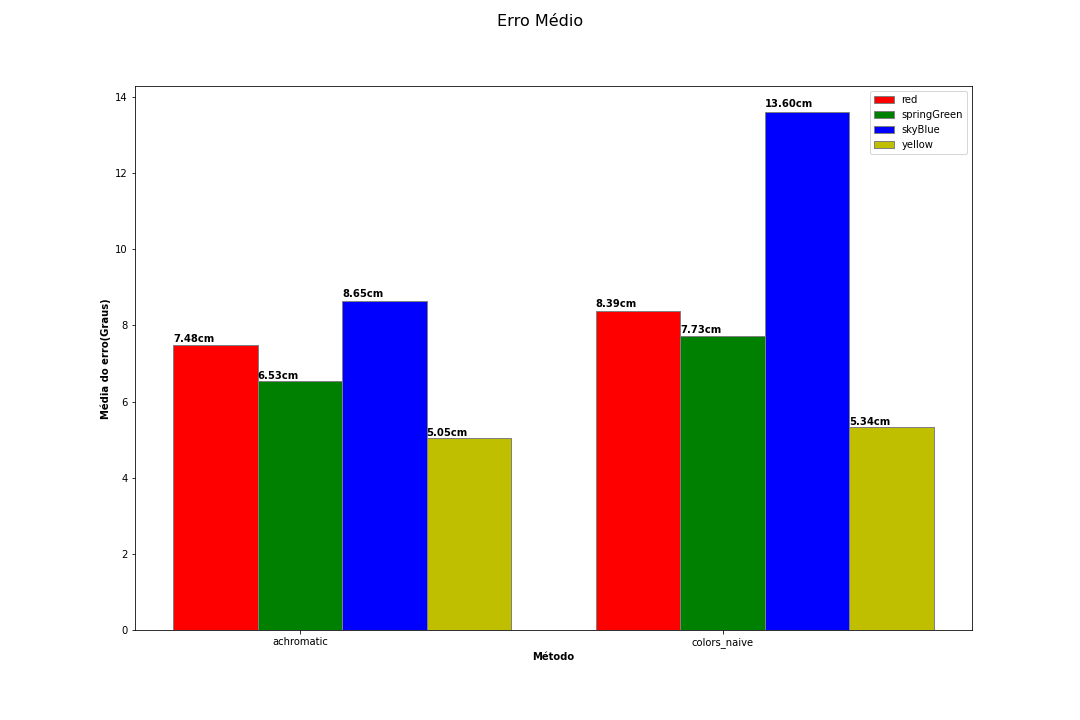 Erro Médio
14
12
10
8
6
4
2
0
Média do erro(Graus)
7.48cm
6.53cm
8.65cm
5.05cm
8.39cm
7.73cm
13.60cm
5.34cm
red
springGreen
skyBlue
yellow
achromatic
colors_naive
Método